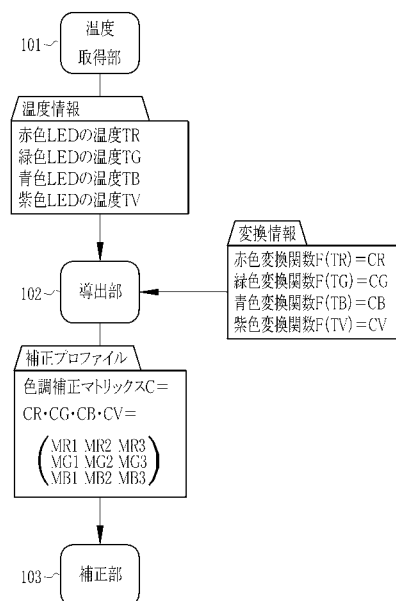 101
温度
取得部
温度情報
赤色LEDの温度TR
緑色LEDの温度TG
青色LEDの温度TB
紫色LEDの温度TV
変換情報
赤色変換関数F(TR)=CR
緑色変換関数F(TG)=CG
青色変換関数F(TB)=CB
紫色変換関数F(TV)=CV
102
導出部
補正プロファイル
色調補正マトリックスC=
CR・CG・CB・CV=
MR1 MR2 MR3
MG1 MG2 MG3
MB1 MB2 MB3
103
補正部